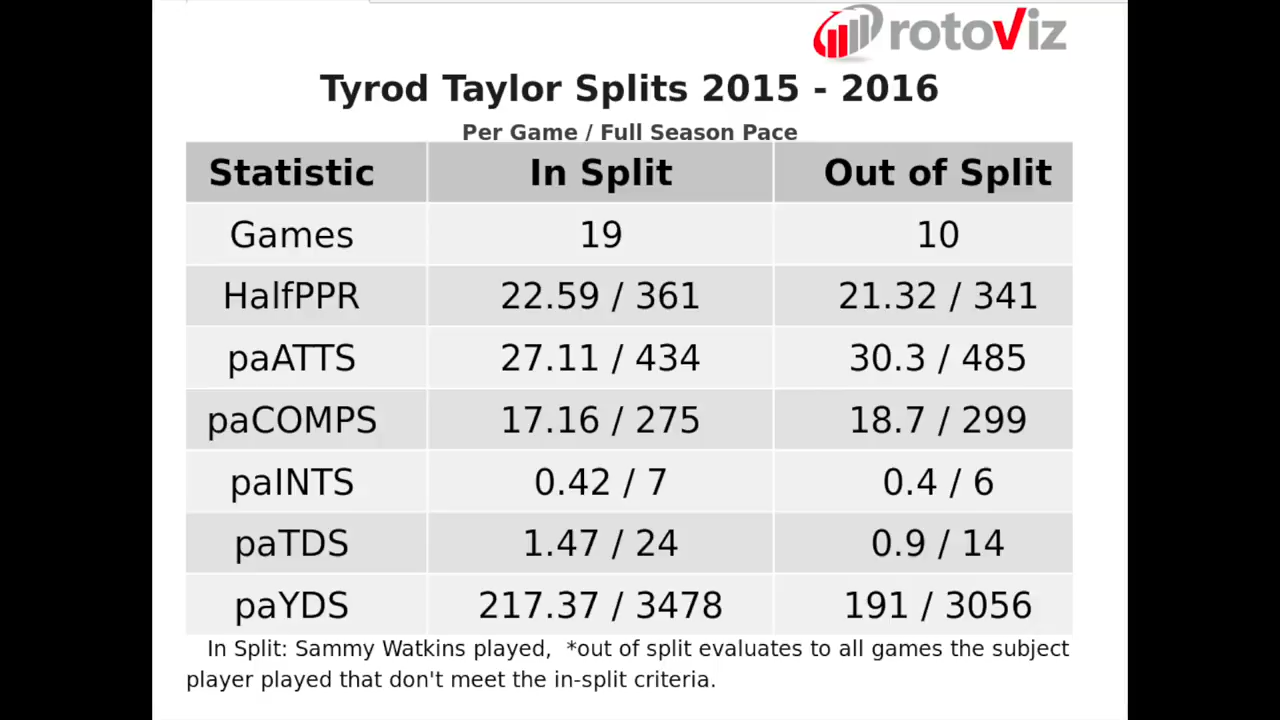 rotoViz
Tyrod Taylor Splits 2015 - 2016
Per Game / Full Season Pace
Statistic In Split Out of Split
Games 19 10
HalfPPR 22.59 / 361 21.32 / 341
paATTS 27.11 / 434 30.3 / 485
paCOMPS 17.16 / 275 18.7 / 299
paINTS 0.42 / 7 0.4 / 6
paTDS 1.47 / 24 0.9 / 14
paYDS 217.37 / 3478 191 / 3056
In Split: Sammy Watkins played, *out of split evaluates to all games the subject
player played that don't meet the in-split criteria.